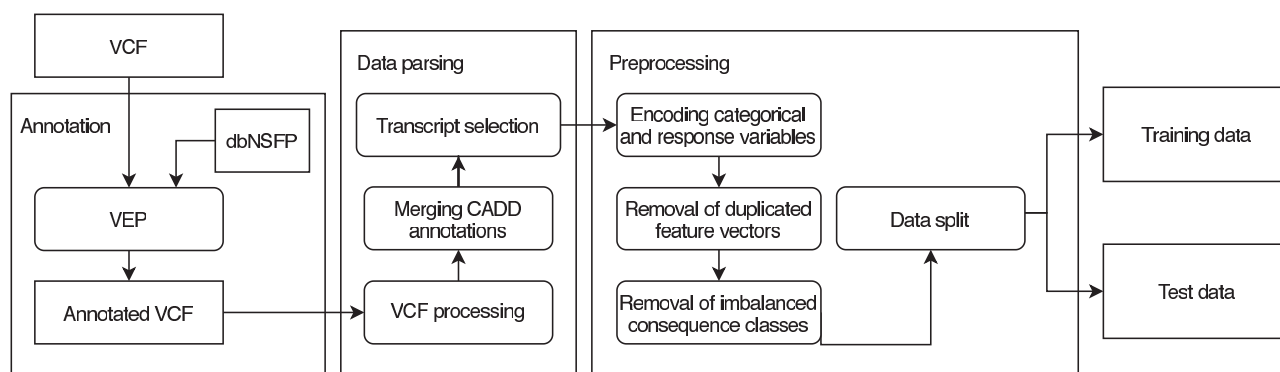 VCF
Annotation
dbNSFP
VEP
Annotated VCF
Data parsing
Transcript selection
Merging CADD
annotations
VCF processing
Preprocessing
Encoding categorical
and response variables
Removal of duplicated
feature vectors
Removal of imbalanced
consequence classes
Data split
Training data
Test data